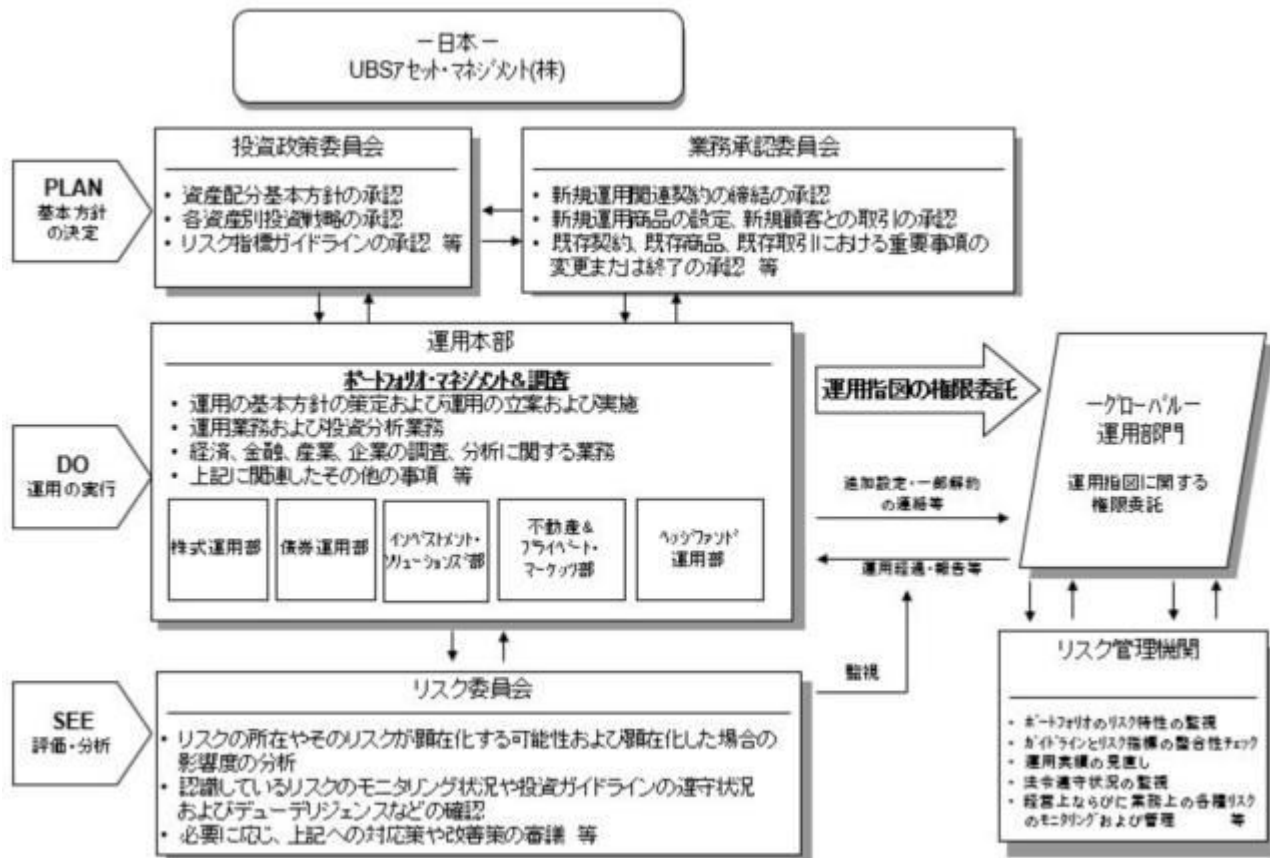 －日本－
UBSアセット・マネジメント(株)
PLAN
基本方針
の決定
投資政策委員会
・ 資産配分基本方針の承認
・ 各資産別投資戦略の承認
・ リスク指標ガイドラインの承認 等
業務承認委員会
・ 新規運用関連契約の締結の承認
・ 新規運用商品の設定、新規顧客との取引の承認
・ 既存契約、既存商品、既存取引における重要事項の
変更または終了の承認 等
DO
運用の実行
運用本部
ポートフォリオ・マネジメント&調査
・ 運用の基本方針の策定および運用の立案および実施
・ 運用業務および投資分析業務
・ 経済、金融、産業、企業の調査、分析に関する業務
・ 上記に関連したその他の事項 等
株式運用部
債券運用部
インベストメント・
ソリューションズ部
不動産&
プライベート・
マーケッツ部
ヘッジファンド
運用部
運用指図の権限委託
追加設定・一部解約
の連絡等
運用経過・報告等
－グローバル－
運用部門
運用指図に関する
権限委託
監視
SEE
評価・分析
リスク委員会
・ リスクの所在やそのリスクが顕在化する可能性および顕在化した場合の
影響度の分析
・ 認識しているリスクのモニタリング状況や投資ガイドラインの遵守状況
およびデューデリジェンスなどの確認
・ 必要に応じ、上記への対応策や改善策の審議 等
リスク管理機関
・ ポートフォリオのリスク特性の監視
・ ガイドラインとリスク指標の整合性チェック
・ 運用実績の見直し
・ 法令遵守状況の監視
・ 経営上ならびに業務上の各種リスク
のモニタリングおよび管理 等